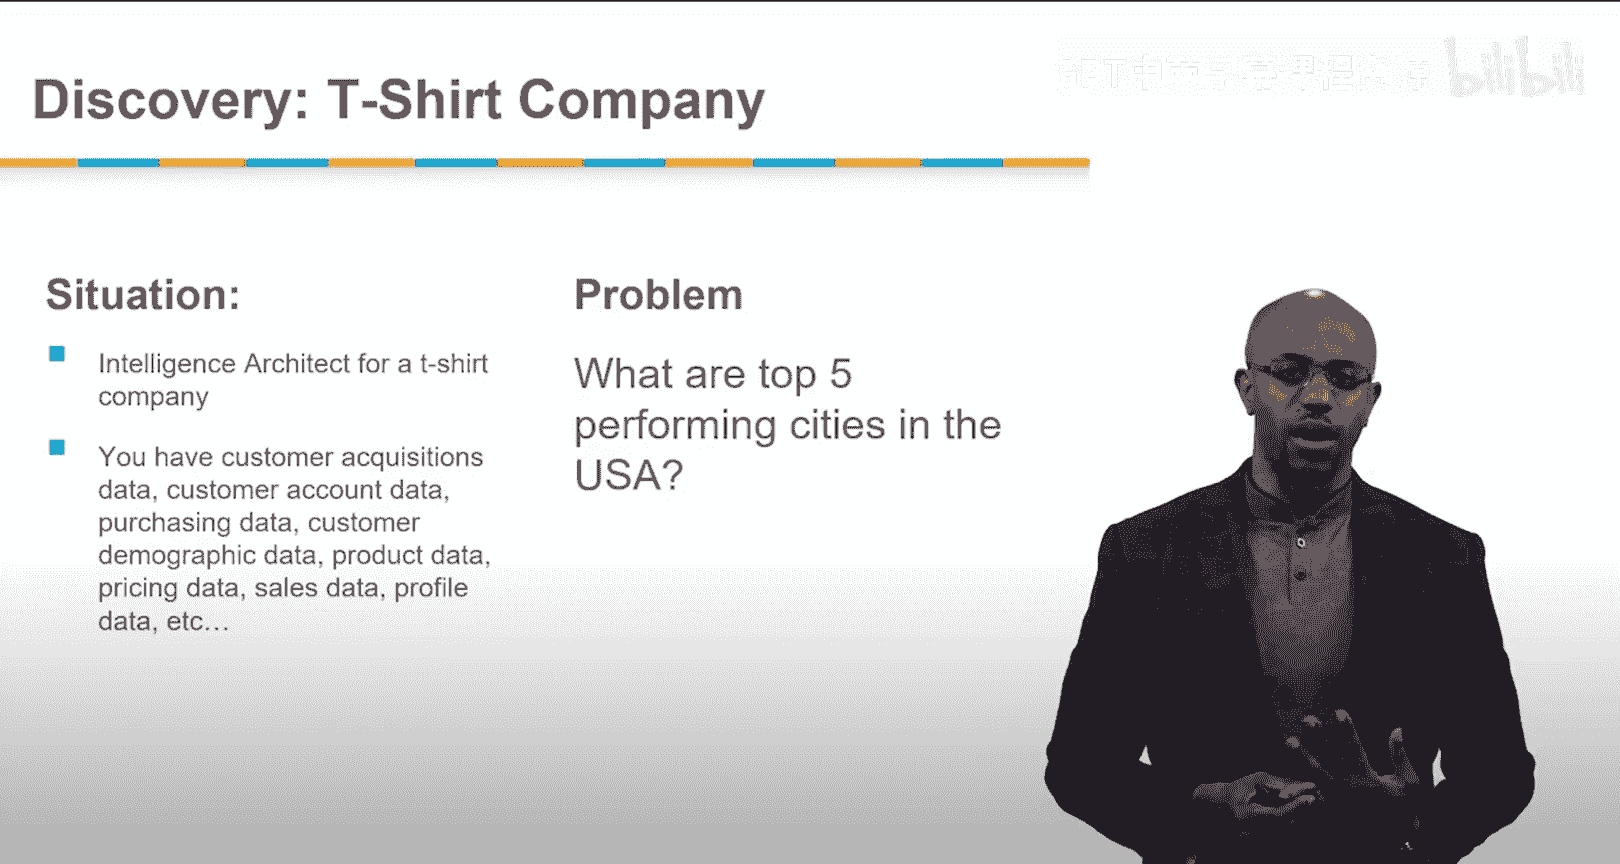 Discovery: T-Shirt Company
bilibili
Situation:
Intelligence Architect for a t-shirt
company
You have customer acquisitions
data, customer account data,
purchasing data, customer
demographic data, product data,
pricing data, sales data, profile
data, etc...
Problem
What are top 5
performing cities in the
USA?